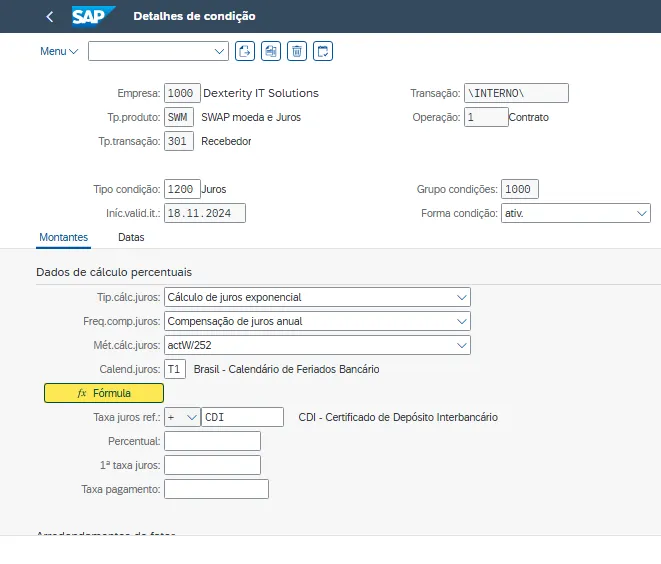 SAP Detalhes de condição
Menu
Empresa: 1000 Dexterity IT Solutions Transação: \INTERNO\
Tp.produto: SWM SWAP moeda e Juros Operação: 1 Contrato
Tp.transação: 301 Recebedor
Tipo condição: 1200 Juros Grupo condições: 1000
Iníc.valid.it.: 18.11.2024 Forma condição: ativ.
Montantes Datas
Dados de cálculo percentuais
Tip.cálc.juros: Cálculo de juros exponencial
Freq.comp.juros: Compensação de juros anual
Mét.cálc.juros: actW/252
Calend.juros: T1 Brasil - Calendário de Feriados Bancário
fx Fórmula
Taxa juros ref.: + CDI CDI - Certificado de Depósito Interbancário
Percentual:
1ª taxa juros:
Taxa pagamento: